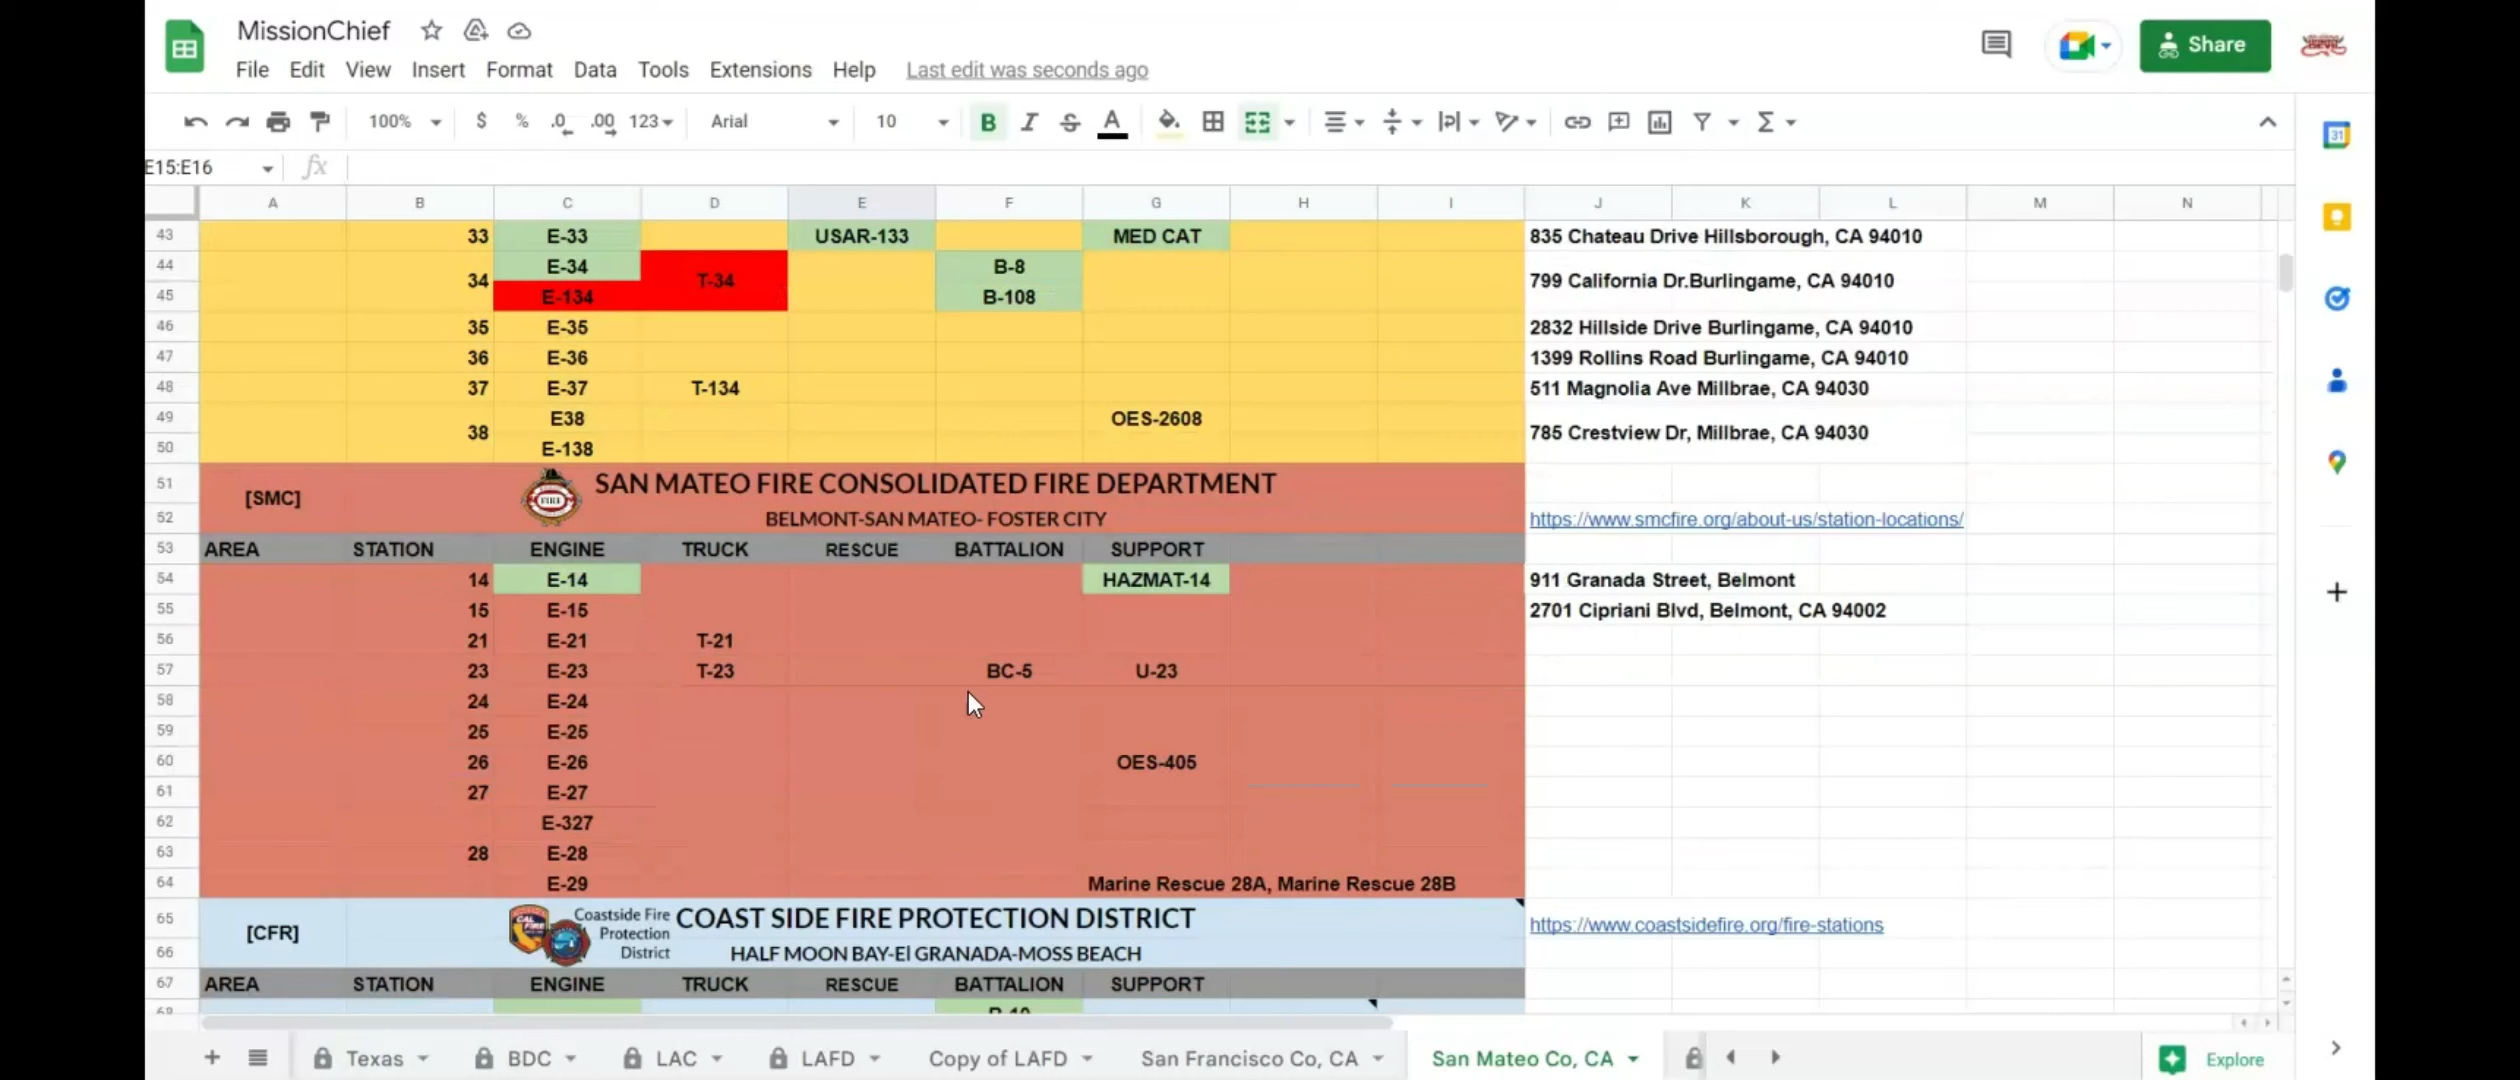 MissionChief
File Edit View Insert Format Data Tools Extensions Help Last edit was seconds ago
Share
100% $ % .0 .00 123 Arial 10 B I S A
E15:E16 fx
A B C D E F G H I J K L M N
43 33 E-33 USAR-133 MED CAT 835 Chateau Drive Hillsborough, CA 94010
44 E-34 B-8
34 T-34 799 California Dr.Burlingame, CA 94010
45 E-134 B-108
46 35 E-35 2832 Hillside Drive Burlingame, CA 94010
47 36 E-36 1399 Rollins Road Burlingame, CA 94010
48 37 E-37 T-134 511 Magnolia Ave Millbrae, CA 94030
49 E38 OES-2608
38 785 Crestview Dr, Millbrae, CA 94030
50 E-138
51 [SMC] FIRE SAN MATEO FIRE CONSOLIDATED FIRE DEPARTMENT
52 BELMONT-SAN MATEO- FOSTER CITY https://www.smcfire.org/about-us/station-locations/
53 AREA STATION ENGINE TRUCK RESCUE BATTALION SUPPORT
54 14 E-14 HAZMAT-14 911 Granada Street, Belmont
55 15 E-15 2701 Cipriani Blvd, Belmont, CA 94002
56 21 E-21 T-21
57 23 E-23 T-23 BC-5 U-23
58 24 E-24
59 25 E-25
60 26 E-26 OES-405
61 27 E-27
62 E-327
63 28 E-28
64 E-29 Marine Rescue 28A, Marine Rescue 28B
65 [CFR] CAL FIRE Coastside Fire Protection District COAST SIDE FIRE PROTECTION DISTRICT https://www.coastsidefire.org/fire-stations
66 HALF MOON BAY-El GRANADA-MOSS BEACH
67 AREA STATION ENGINE TRUCK RESCUE BATTALION SUPPORT
68 B-10
Texas BDC LAC LAFD Copy of LAFD San Francisco Co, CA San Mateo Co, CA Explore
31